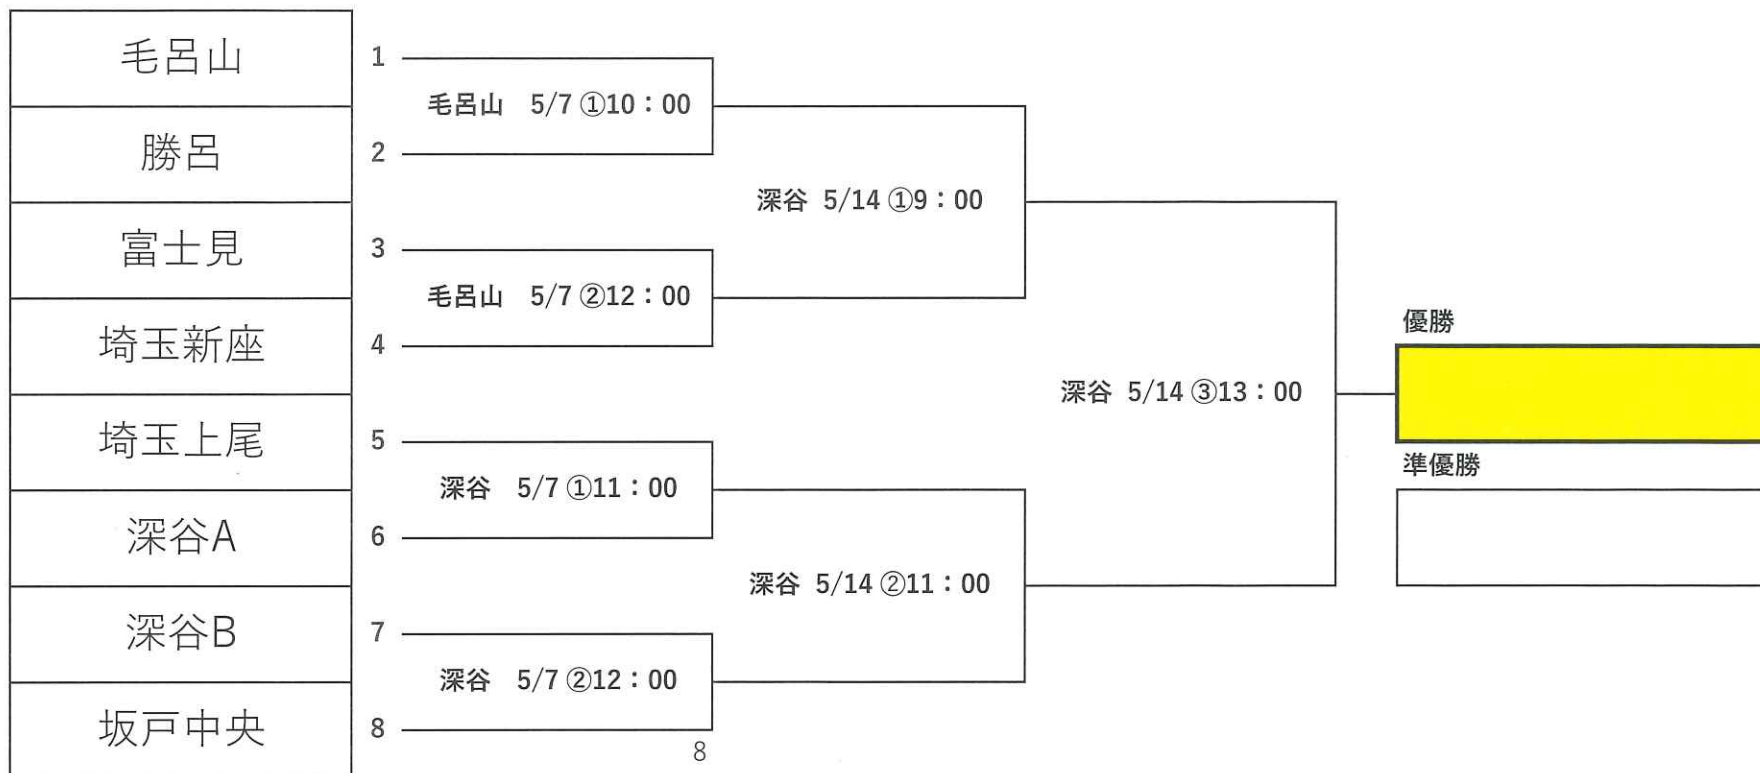 毛呂山
1
毛呂山 5/7 ①10：00
勝呂
2
深谷 5/14 ①9：00
富士見
3
毛呂山 5/7 ②12：00
埼玉新座
4
優勝
深谷 5/14 ③13：00
埼玉上尾
5
準優勝
深谷 5/7 ①11：00
深谷A
6
深谷 5/14 ②11：00
深谷B
7
深谷 5/7 ②12：00
坂戸中央
8
8